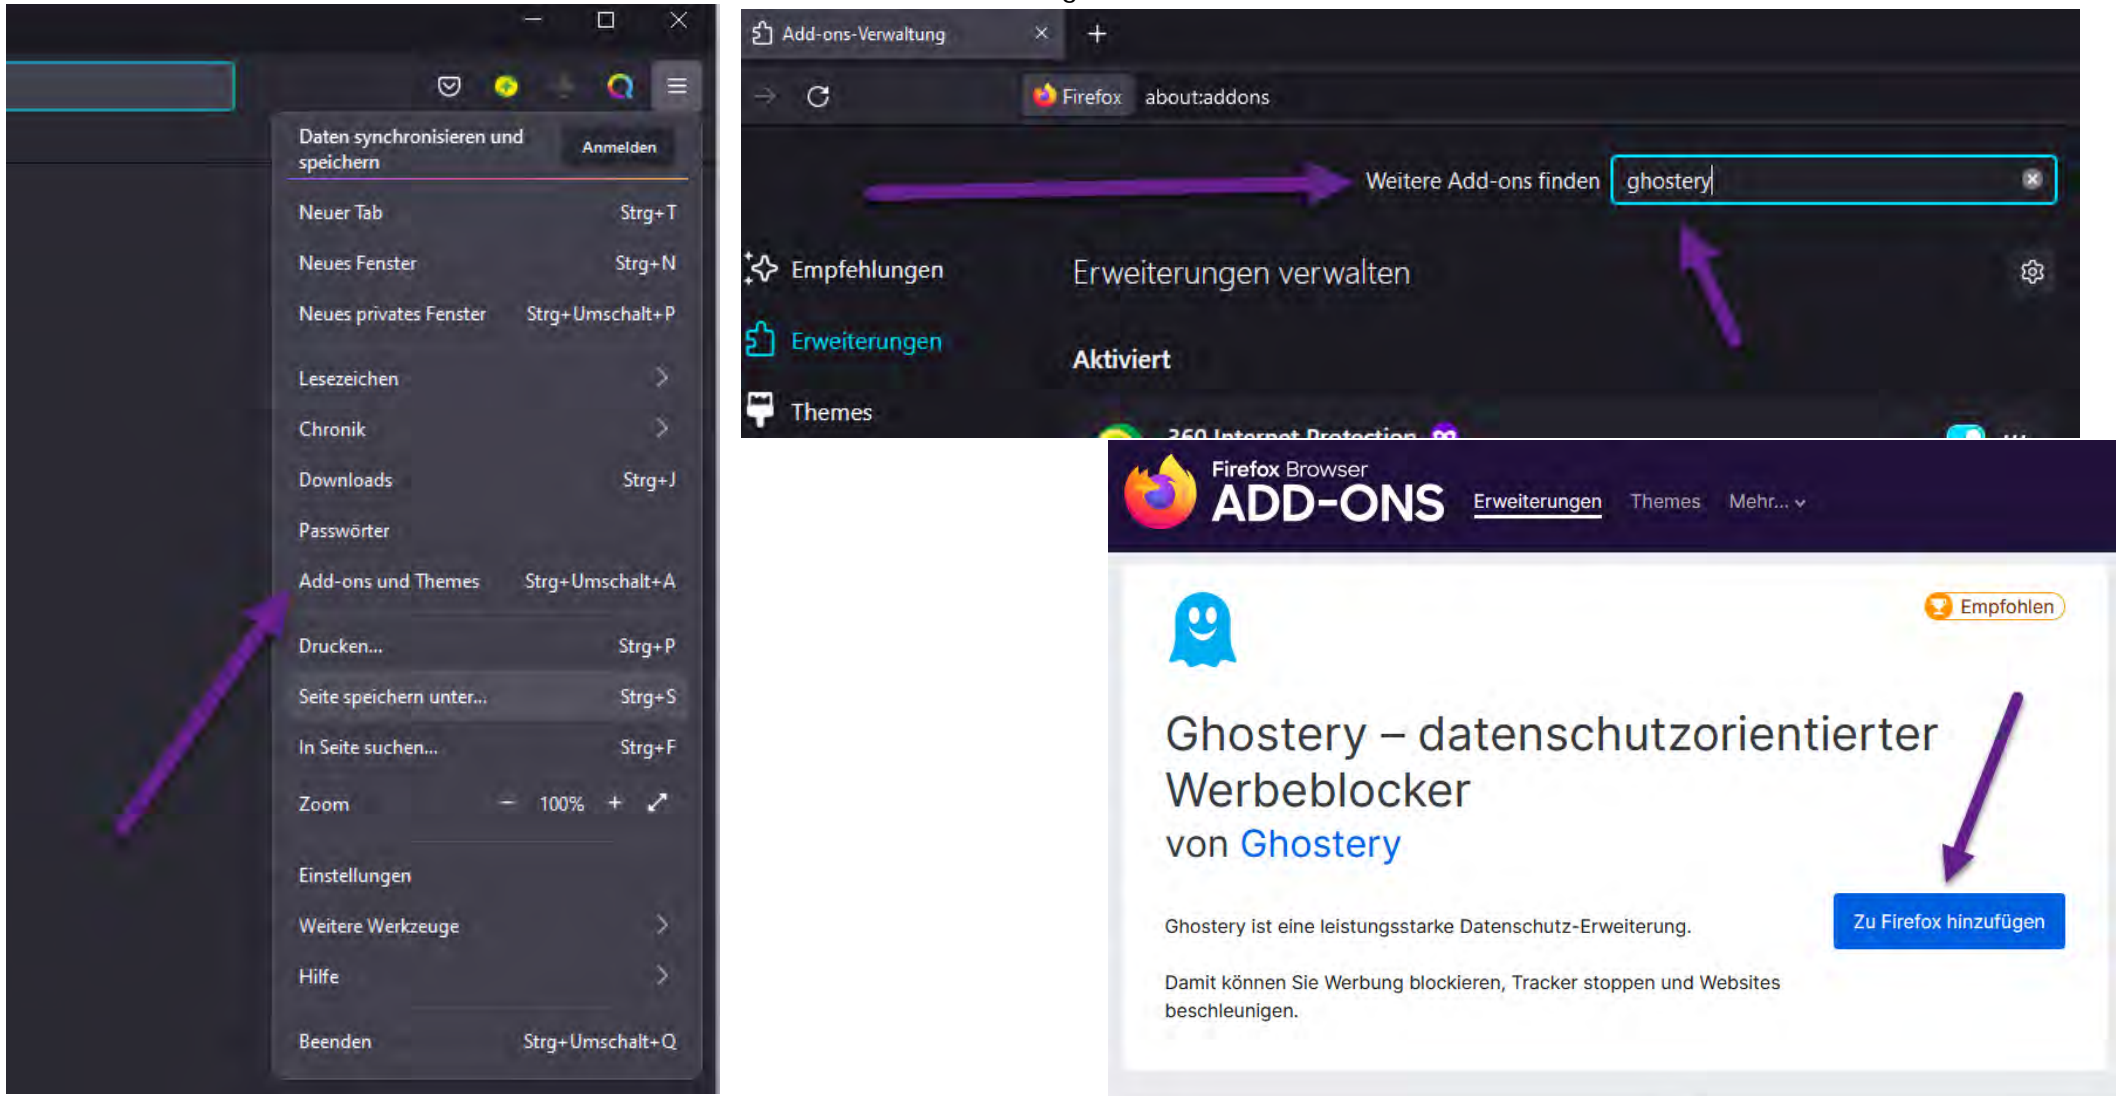 Daten synchronisieren und
speichern
Anmelden
Neuer Tab Strg+T
Neues Fenster Strg+N
Neues privates Fenster Strg+Umschalt+P
Lesezeichen
Chronik
Downloads Strg+J
Passwörter
Add-ons und Themes Strg+Umschalt+A
Drucken... Strg+P
Seite speichern unter... Strg+S
In Seite suchen... Strg+F
Zoom − 100% +
Einstellungen
Weitere Werkzeuge
Hilfe
Beenden Strg+Umschalt+Q
Add-ons-Verwaltung × +
Firefox about:addons
Weitere Add-ons finden ghostery
Empfehlungen
Erweiterungen
Themes
Erweiterungen verwalten
Aktiviert
360 Internet Protection
Firefox Browser
ADD-ONS Erweiterungen Themes Mehr...
Empfohlen
Ghostery – datenschutzorientierter
Werbeblocker
von Ghostery
Ghostery ist eine leistungsstarke Datenschutz-Erweiterung.
Zu Firefox hinzufügen
Damit können Sie Werbung blockieren, Tracker stoppen und Websites
beschleunigen.